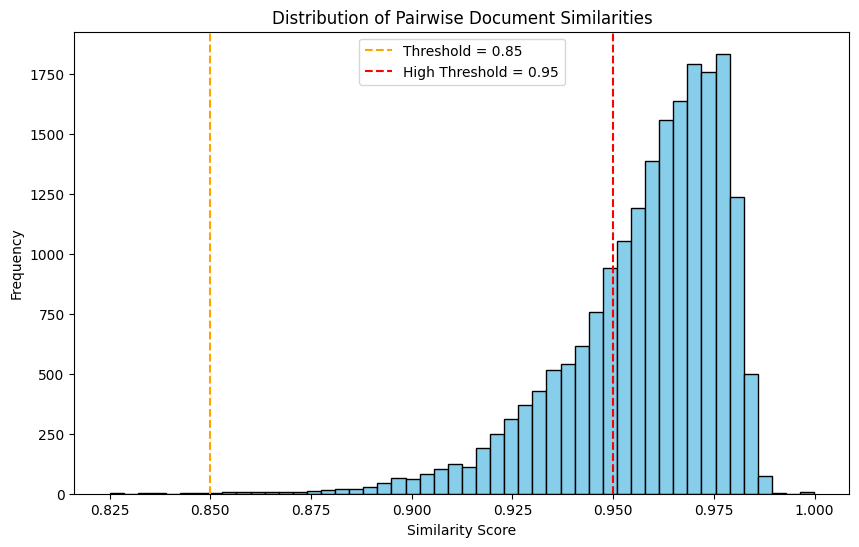 Distribution of Pairwise Document Similarities
Threshold = 0.85
High Threshold = 0.95
Frequency
1750
1500
1250
1000
750
500
250
0
0.825 0.850 0.875 0.900 0.925 0.950 0.975 1.000
Similarity Score